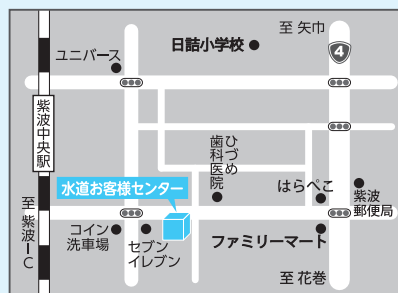 至 矢巾
日詰小学校
4
ユニバース
紫波中央駅
ひづめ
歯科医院
水道お客様センター
はらぺこ
紫波
郵便局
至 紫波IC
コイン
洗車場
セブン
イレブン
ファミリーマート
至 花巻